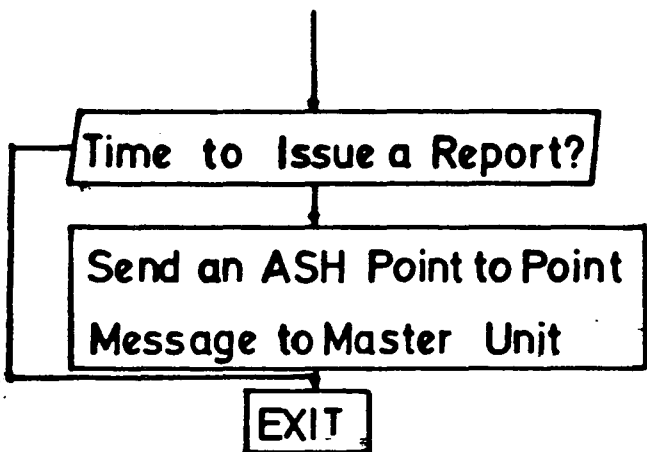 Time to Issue a Report?
Send an ASH Point to Point
Message to Master Unit
EXIT